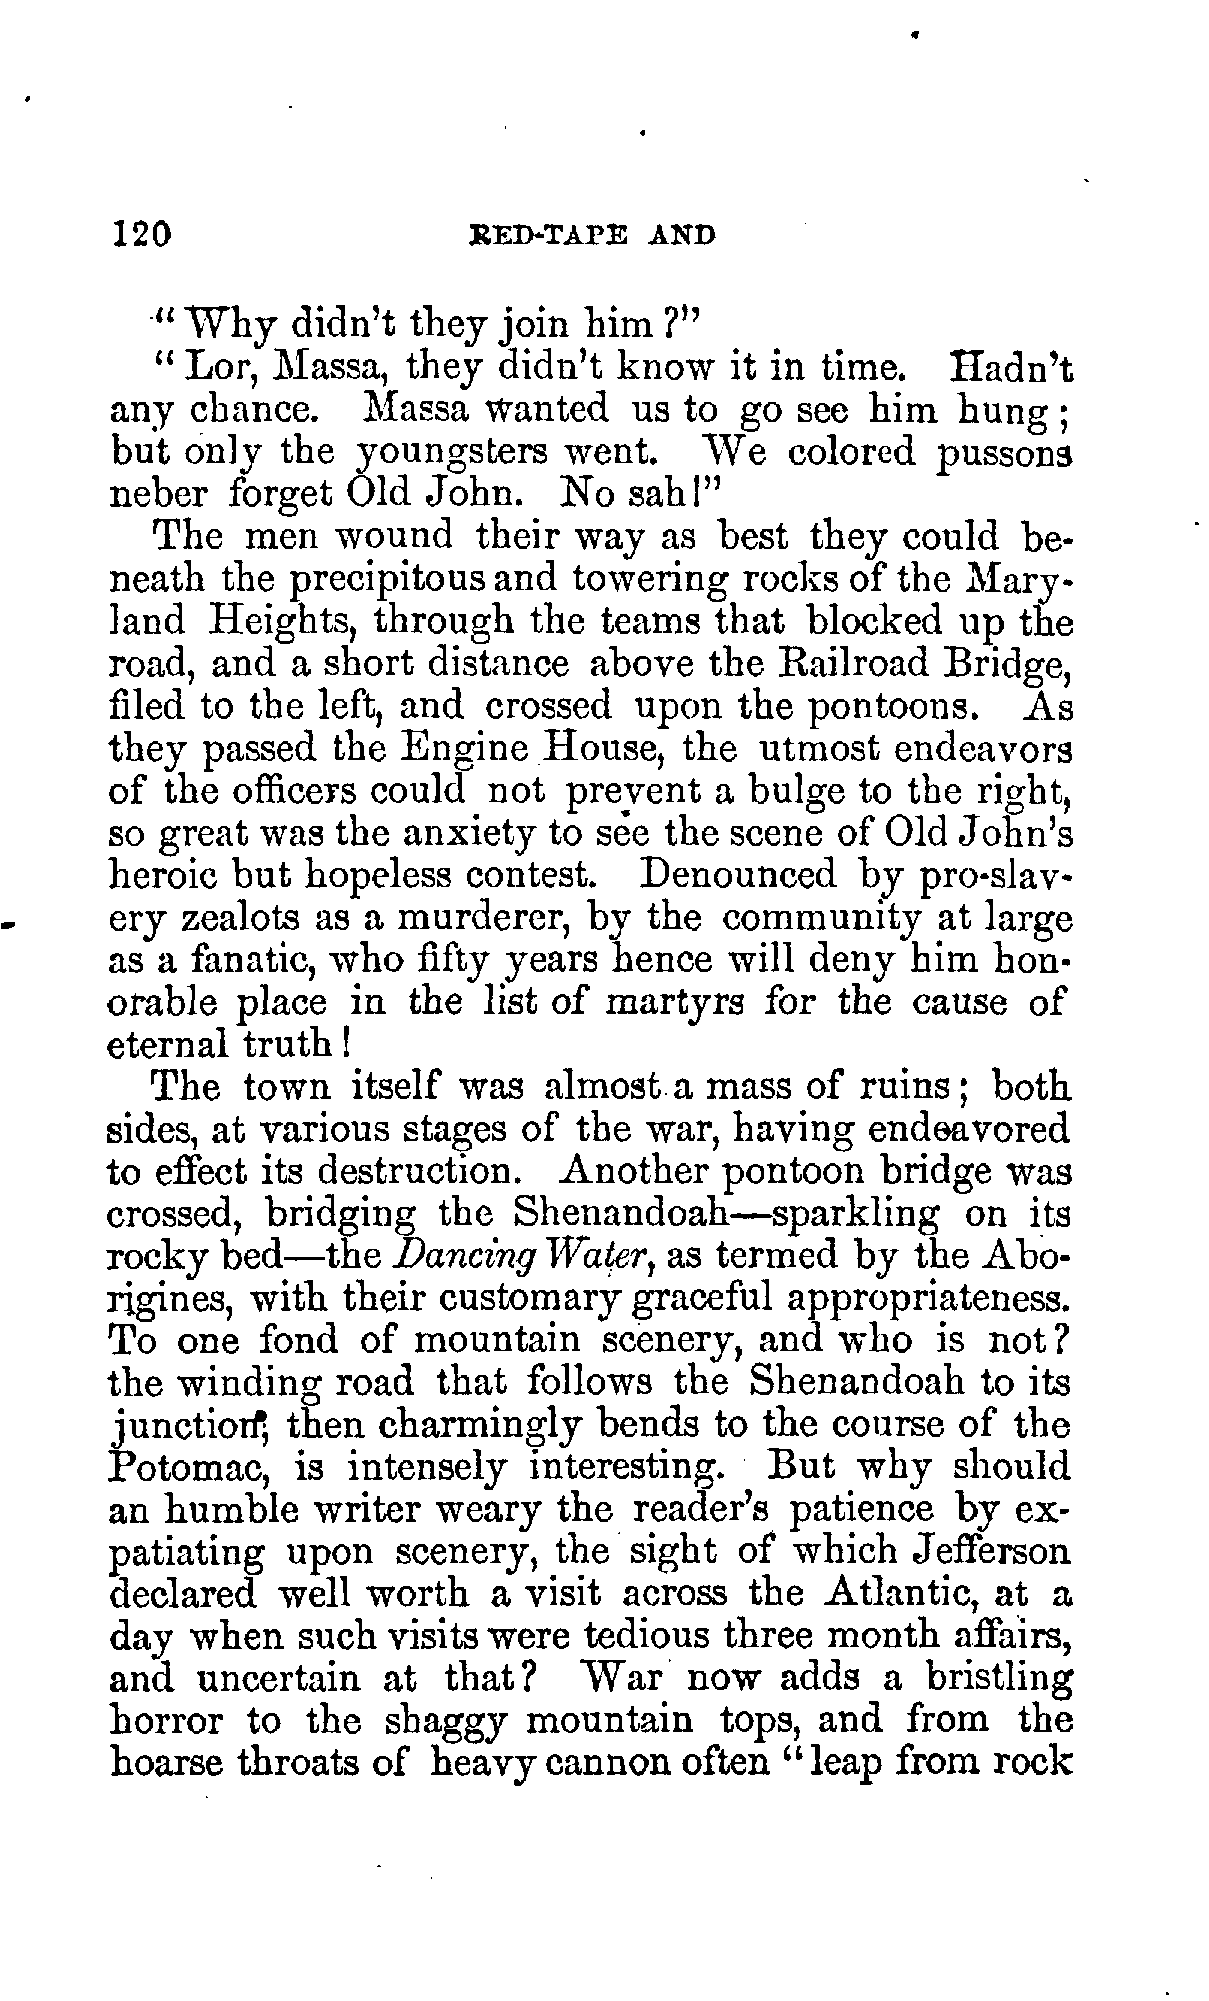 120 RED-TAPE AND
"Why didn't they join him?"
"Lor, Massa, they didn't know it in time. Hadn't
any chance. Massa wanted us to go see him hung;
but only the youngsters went. We colored pussons
neber forget Old John. No sah!"
The men wound their way as best they could be-
neath the precipitous and towering rocks of the Mary-
land Heights, through the teams that blocked up the
road, and a short distance above the Railroad Bridge,
filed to the left, and crossed upon the pontoons. As
they passed the Engine House, the utmost endeavors
of the officers could not prevent a bulge to the right,
so great was the anxiety to see the scene of Old John's
heroic but hopeless contest. Denounced by pro-slav-
ery zealots as a murderer, by the community at large
as a fanatic, who fifty years hence will deny him hon-
orable place in the list of martyrs for the cause of
eternal truth!
The town itself was almost a mass of ruins; both
sides, at various stages of the war, having endeavored
to effect its destruction. Another pontoon bridge was
crossed, bridging the Shenandoah—sparkling on its
rocky bed—the Dancing Water, as termed by the Abo-
rigines, with their customary graceful appropriateness.
To one fond of mountain scenery, and who is not?
the winding road that follows the Shenandoah to its
junction, then charmingly bends to the course of the
Potomac, is intensely interesting. But why should
an humble writer weary the reader's patience by ex-
patiating upon scenery, the sight of which Jefferson
declared well worth a visit across the Atlantic, at a
day when such visits were tedious three month affairs,
and uncertain at that? War now adds a bristling
horror to the shaggy mountain tops, and from the
hoarse throats of heavy cannon often "leap from rock